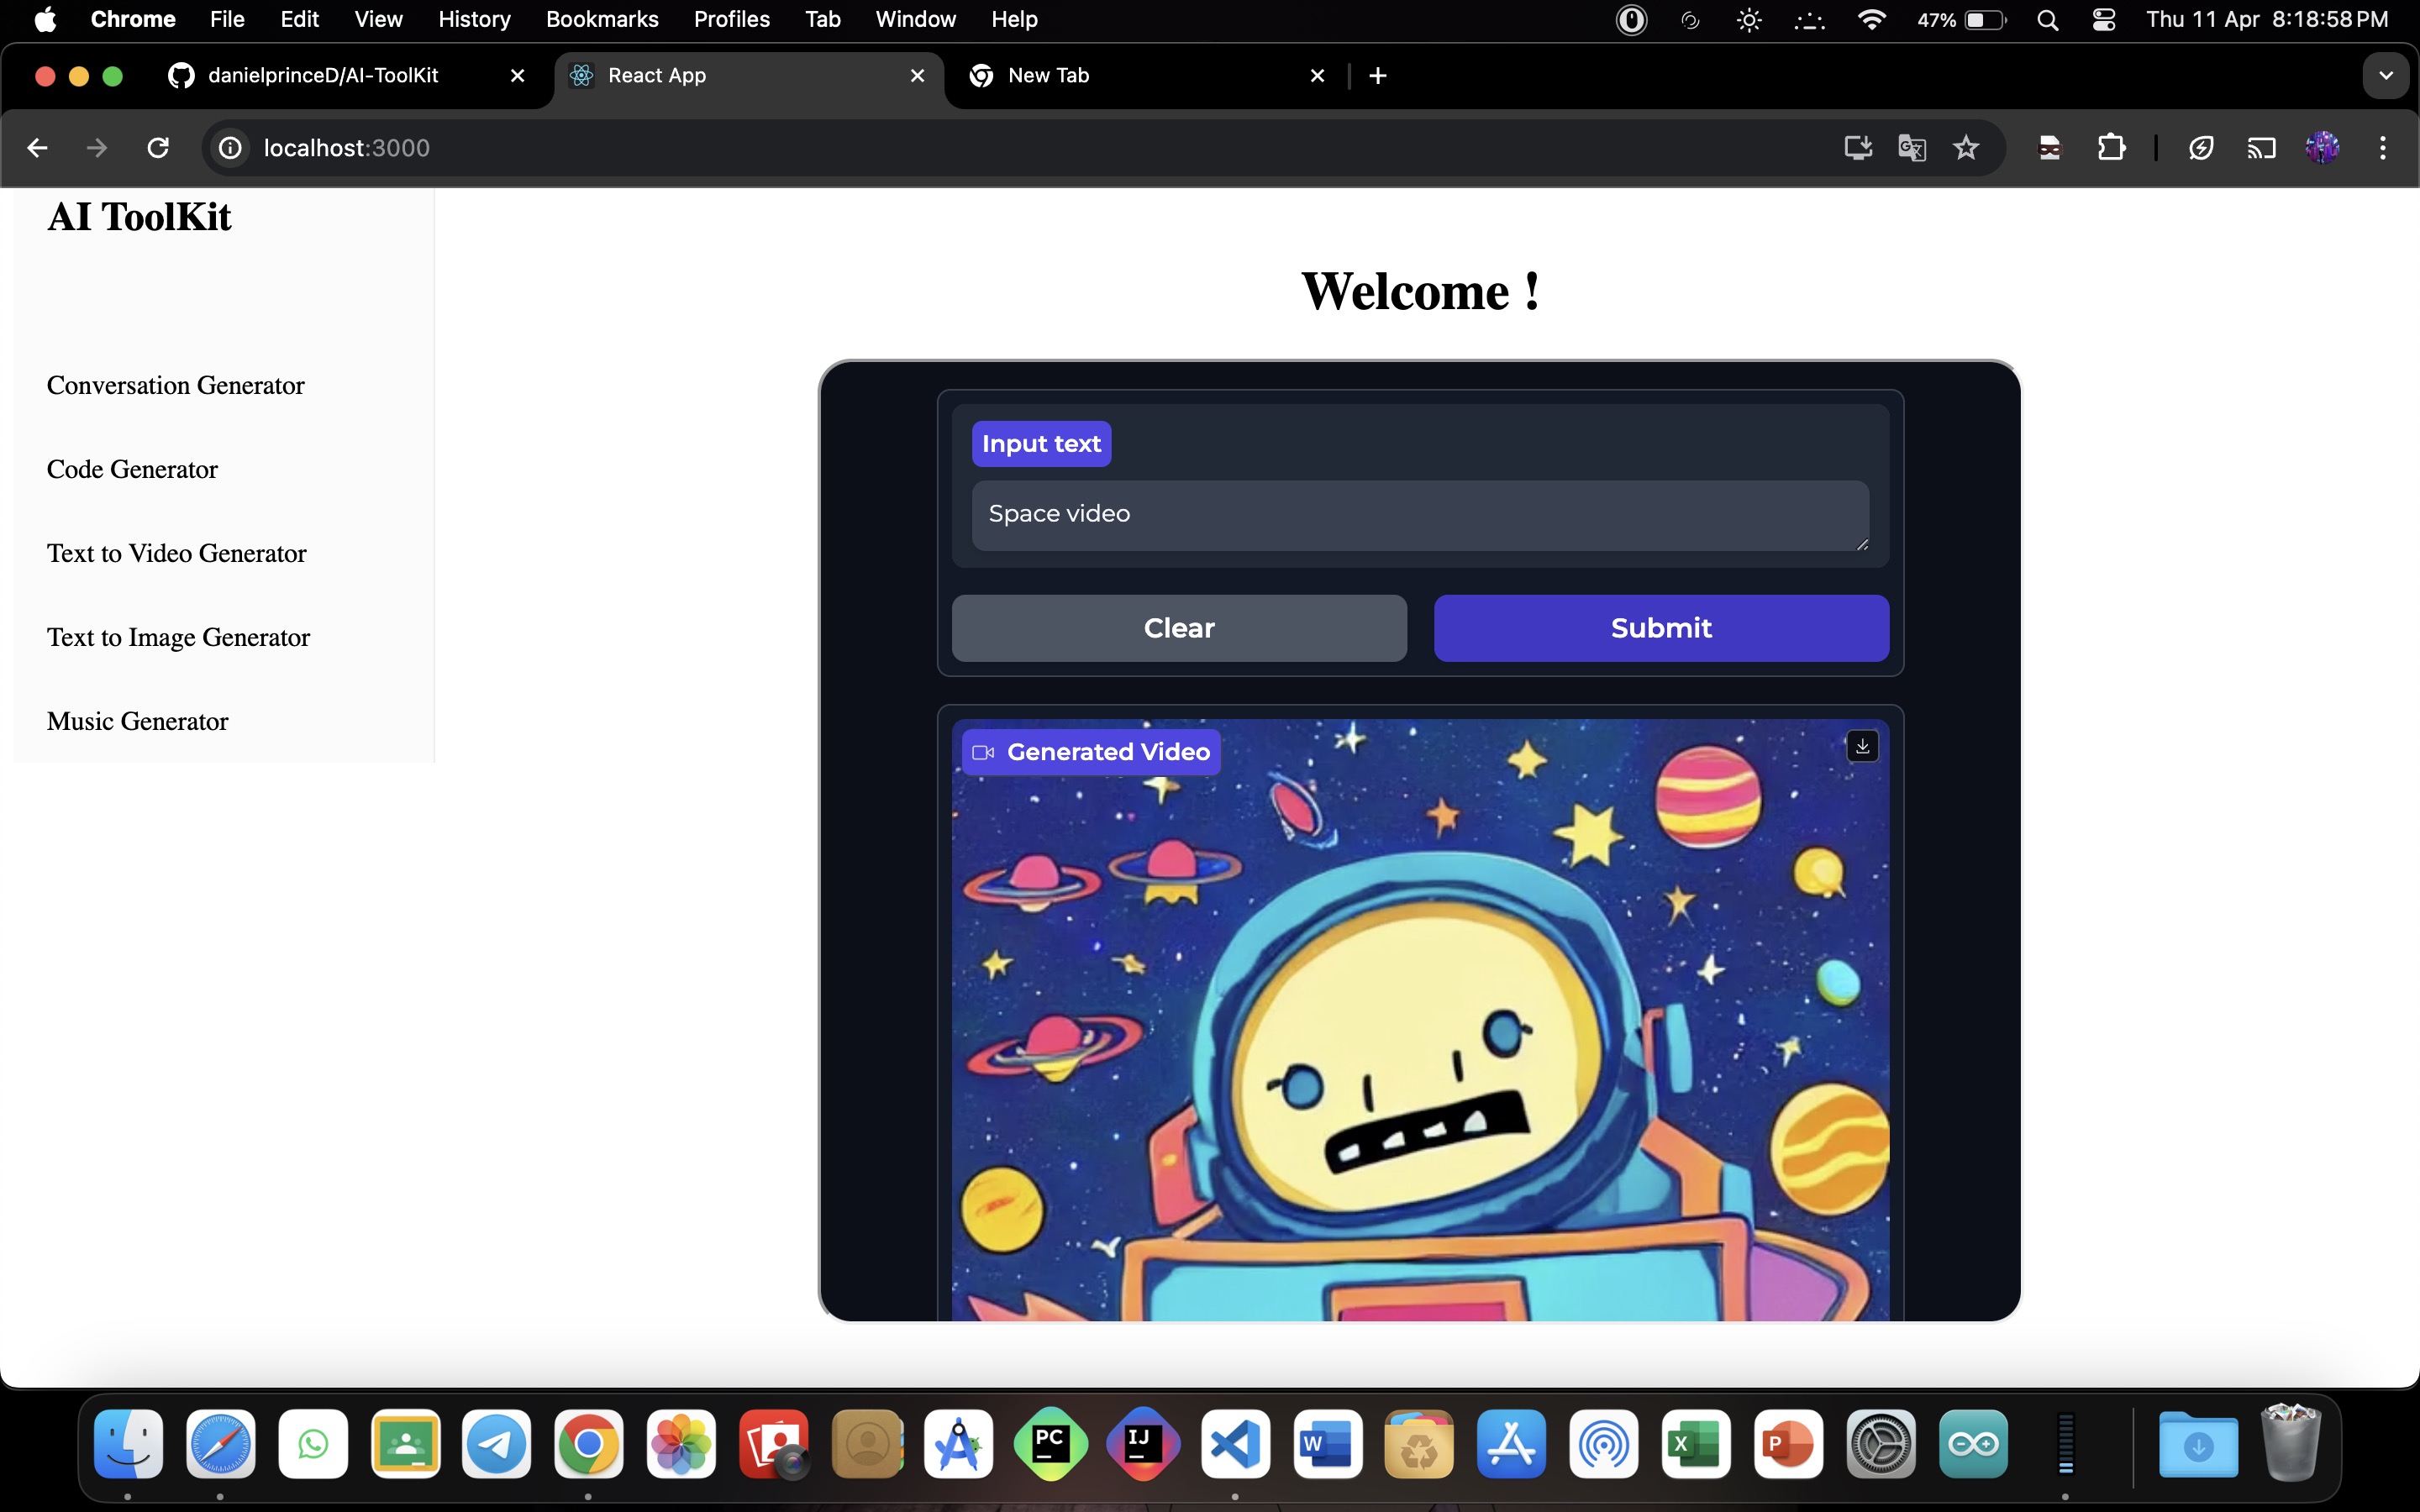 Chrome File Edit View History Bookmarks Profiles Tab Window Help 47% Thu 11 Apr 8:18:58 PM
danielprinceD/AI-ToolKit React App New Tab
localhost:3000
AI ToolKit
Welcome !
Conversation Generator
Code Generator
Text to Video Generator
Text to Image Generator
Music Generator
Input text
Space video
Clear Submit
Generated Video
PC IJ W X P